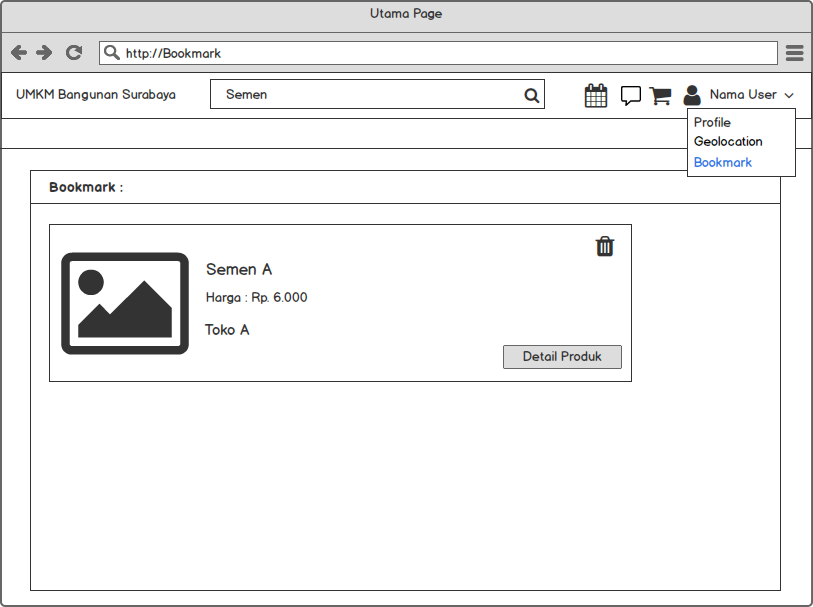 Utama Page
http://Bookmark
UMKM Bangunan Surabaya
Semen
Nama User
Profile
Geolocation
Bookmark
Bookmark :
Semen A
Harga : Rp. 6.000
Toko A
Detail Produk